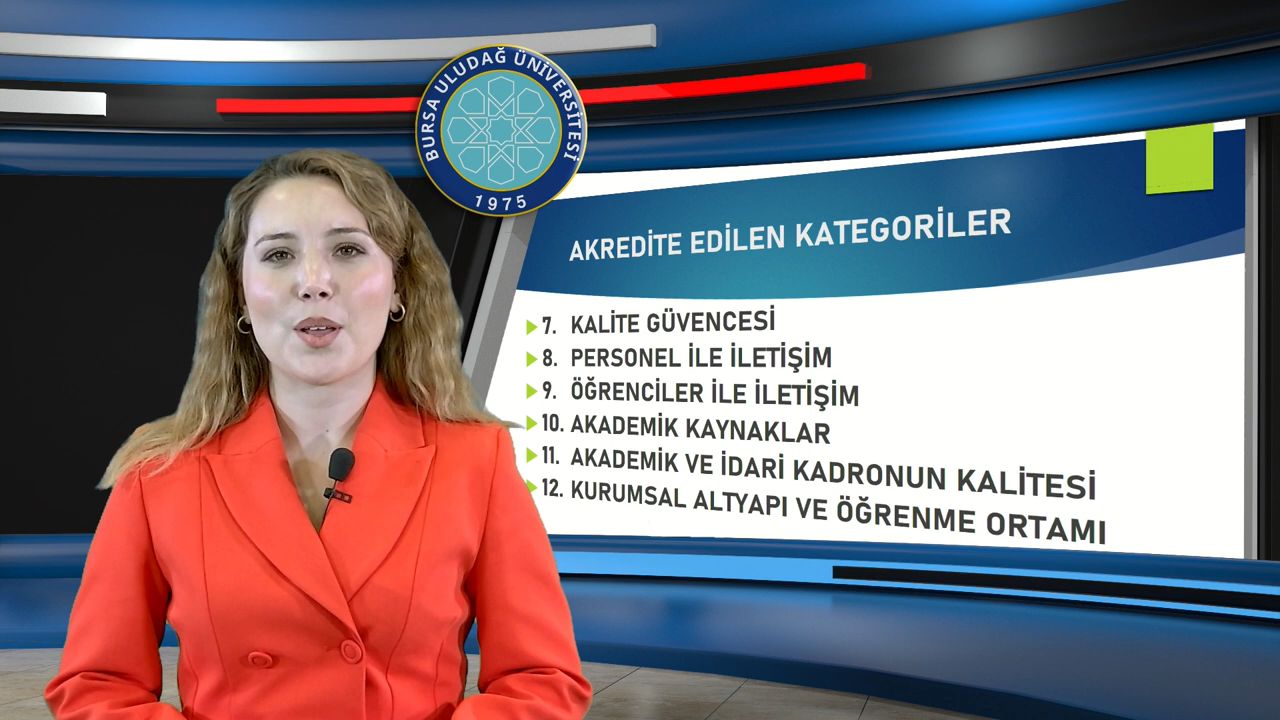 BURSA ULUDAĞ ÜNİVERSİTESİ
1975
AKREDİTE EDİLEN KATEGORİLER
7. KALİTE GÜVENCESİ
8. PERSONEL İLE İLETİŞİM
9. ÖĞRENCİLER İLE İLETİŞİM
10. AKADEMİK KAYNAKLAR
11. AKADEMİK VE İDARİ KADRONUN KALİTESİ
12. KURUMSAL ALTYAPI VE ÖĞRENME ORTAMI